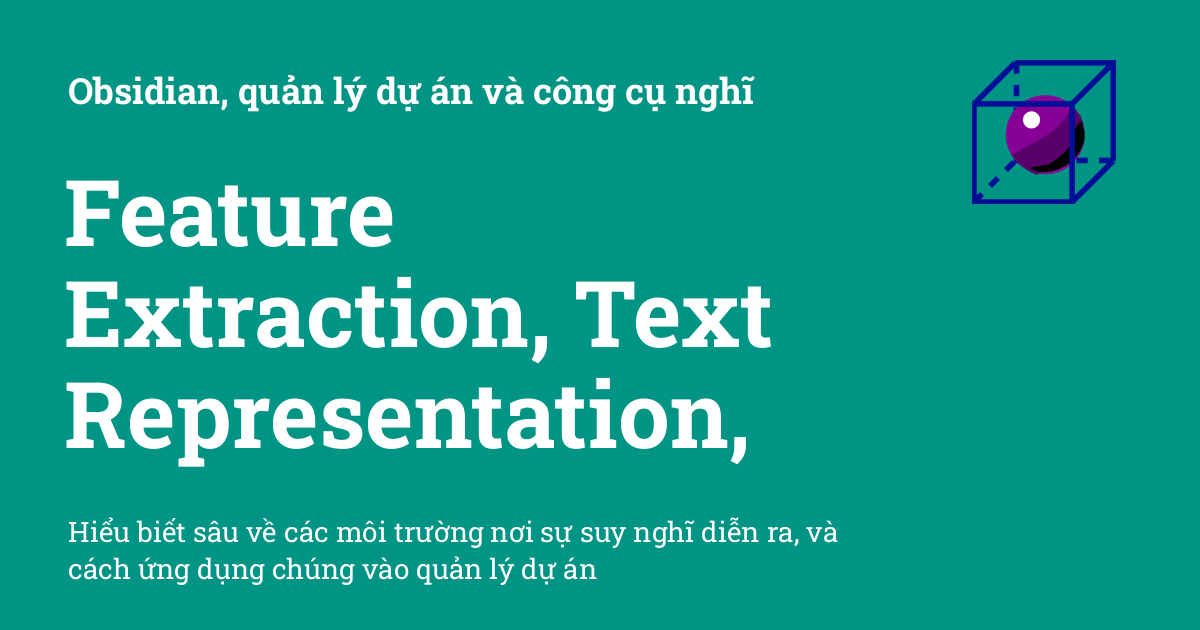 Obsidian, quản lý dự án và công cụ nghĩ
Feature
Extraction, Text
Representation,
Hiểu biết sâu về các môi trường nơi sự suy nghĩ diễn ra, và
cách ứng dụng chúng vào quản lý dự án